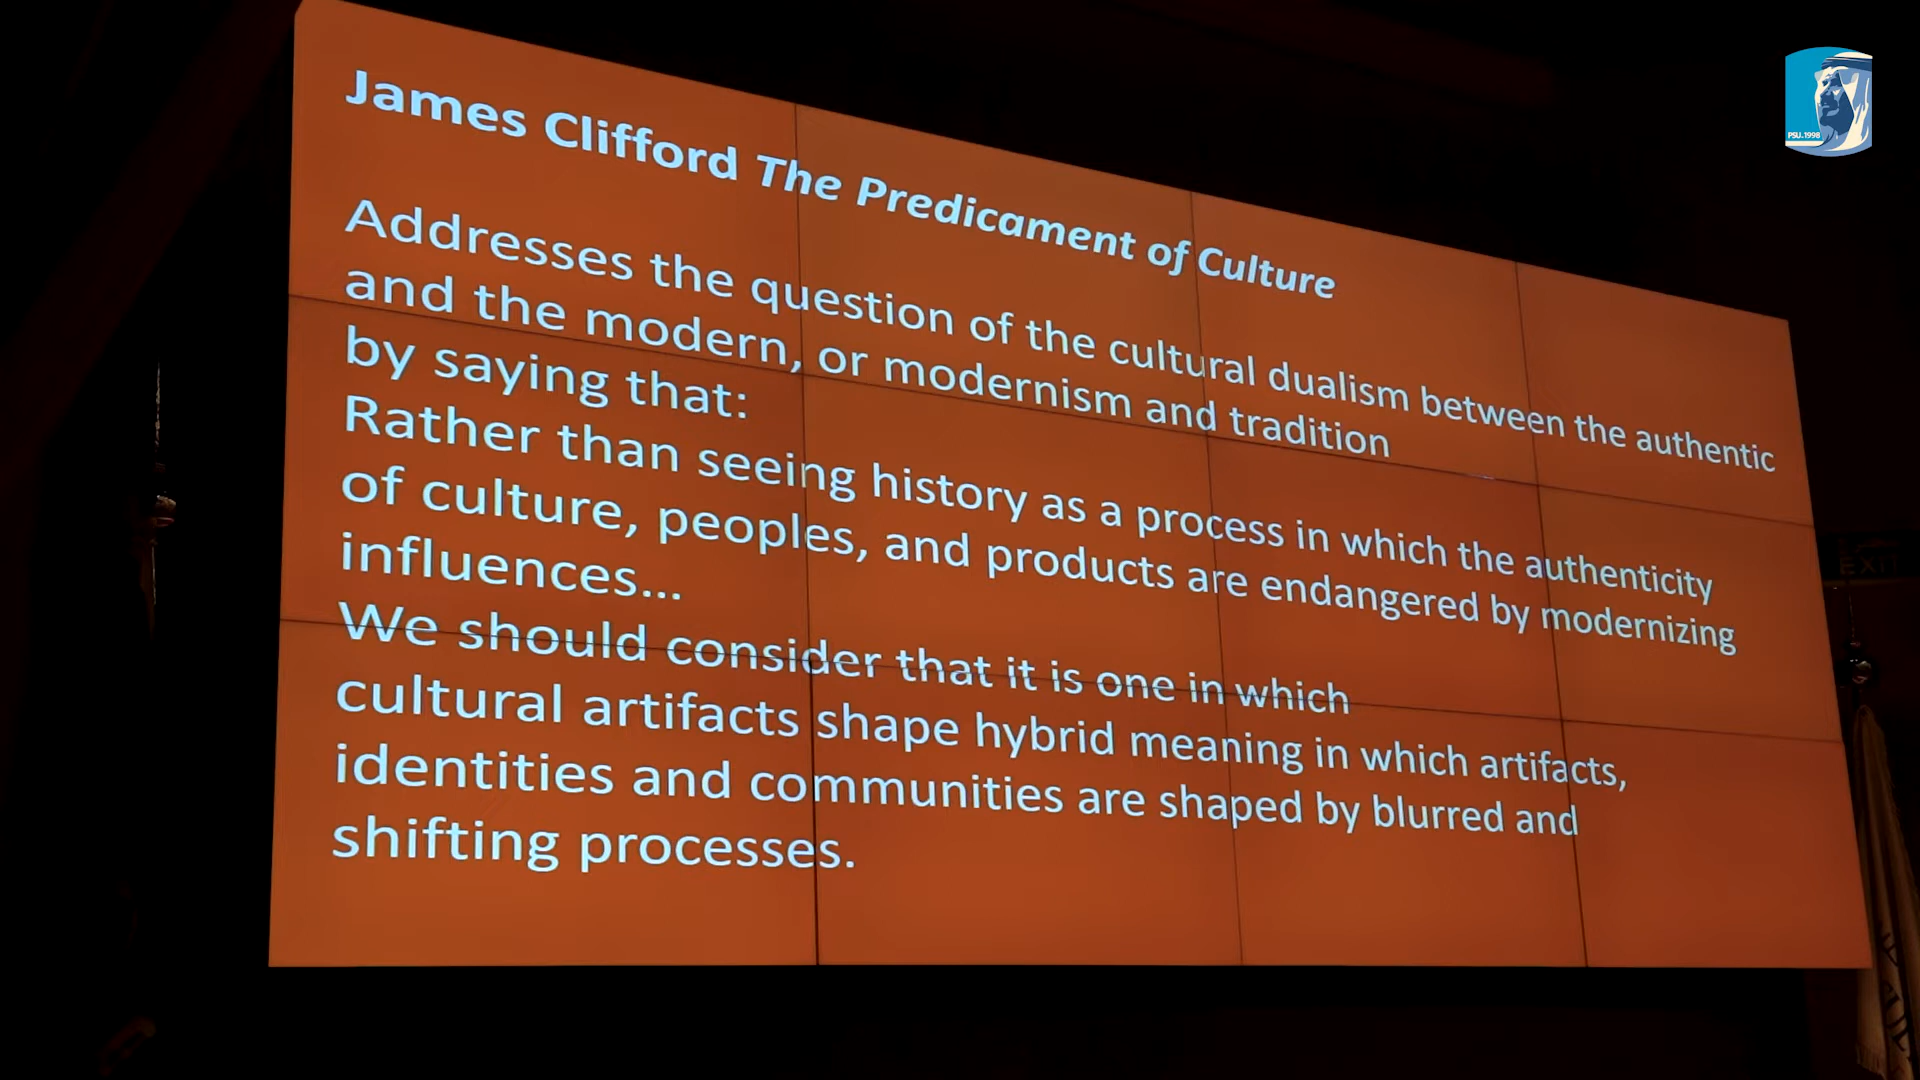 James Clifford The Predicament of Culture
Addresses the question of the cultural dualism between the authentic
and the modern, or modernism and tradition
by saying that:
Rather than seeing history as a process in which the authenticity
of culture, peoples, and products are endangered by modernizing
influences...
We should consider that it is one in which
cultural artifacts shape hybrid meaning in which artifacts,
identities and communities are shaped by blurred and
shifting processes.
PSU.1998
EXIT